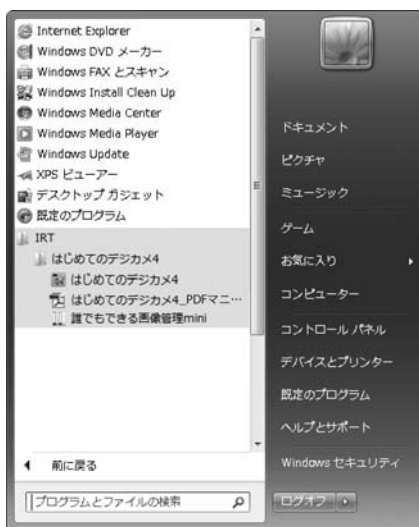 Internet Explorer
Windows DVD メーカー
Windows FAX とスキャン
Windows Install Clean Up
Windows Media Center
Windows Media Player
Windows Update
XPS ビューアー
デスクトップ ガジェット
既定のプログラム
IRT
はじめてのデジカメ4
はじめてのデジカメ4
はじめてのデジカメ4_PDFマニ…
誰でもできる画像管理mini
前に戻る
プログラムとファイルの検索
ドキュメント
ピクチャ
ミュージック
ゲーム
お気に入り
コンピューター
コントロール パネル
デバイスとプリンター
既定のプログラム
ヘルプとサポート
Windows セキュリティ
ログオフ